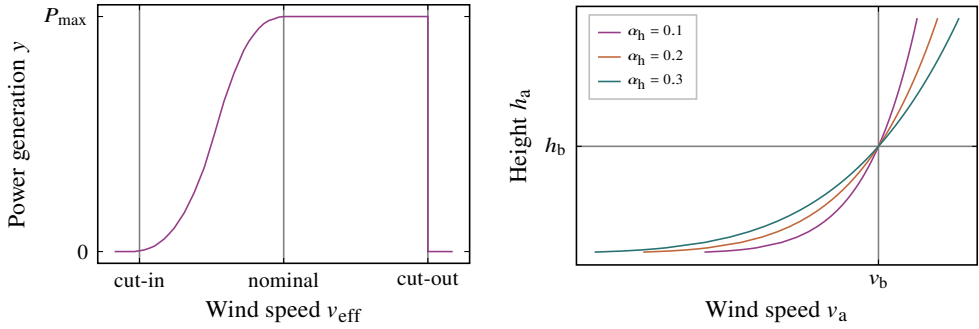 P_max
0
Power generation y
cut-in nominal cut-out
Wind speed v_eff
α_h = 0.1
α_h = 0.2
α_h = 0.3
Height h_a
h_b
v_b
Wind speed v_a